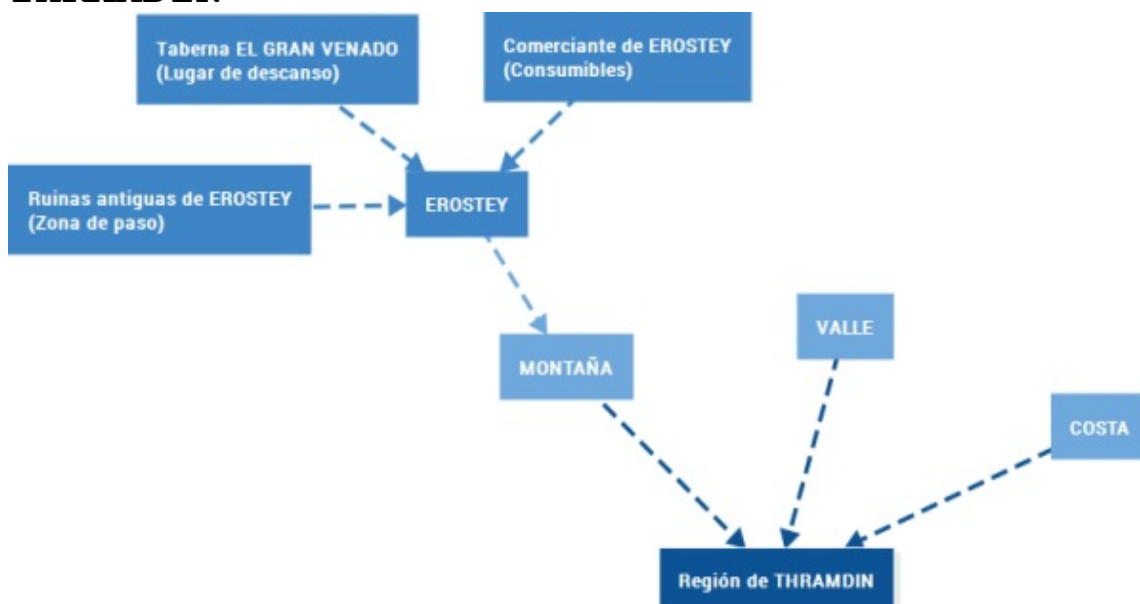 Taberna EL GRAN VENADO
(Lugar de descanso)
Comerciante de EROSTEY
(Consumibles)
Ruinas antiguas de EROSTEY
(Zona de paso)
EROSTEY
VALLE
MONTAÑA
COSTA
Región de THRAMDIN